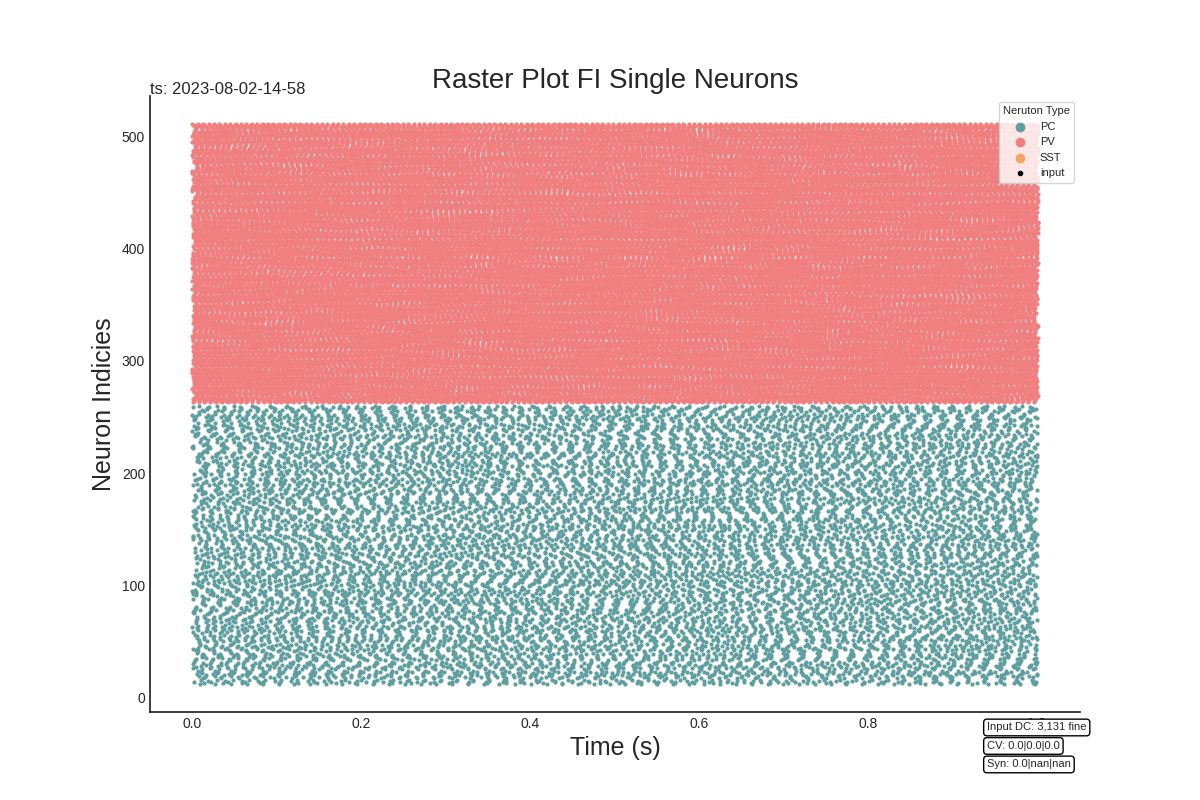 Raster Plot FI Single Neurons
ts: 2023-08-02-14-58
Neruton Type
PC
PV
SST
input
Neuron Indicies
500
400
300
200
100
0
0.0 0.2 0.4 0.6 0.8
Time (s)
Input DC: 3,131 fine
CV: 0.0|0.0|0.0
Syn: 0.0|nan|nan